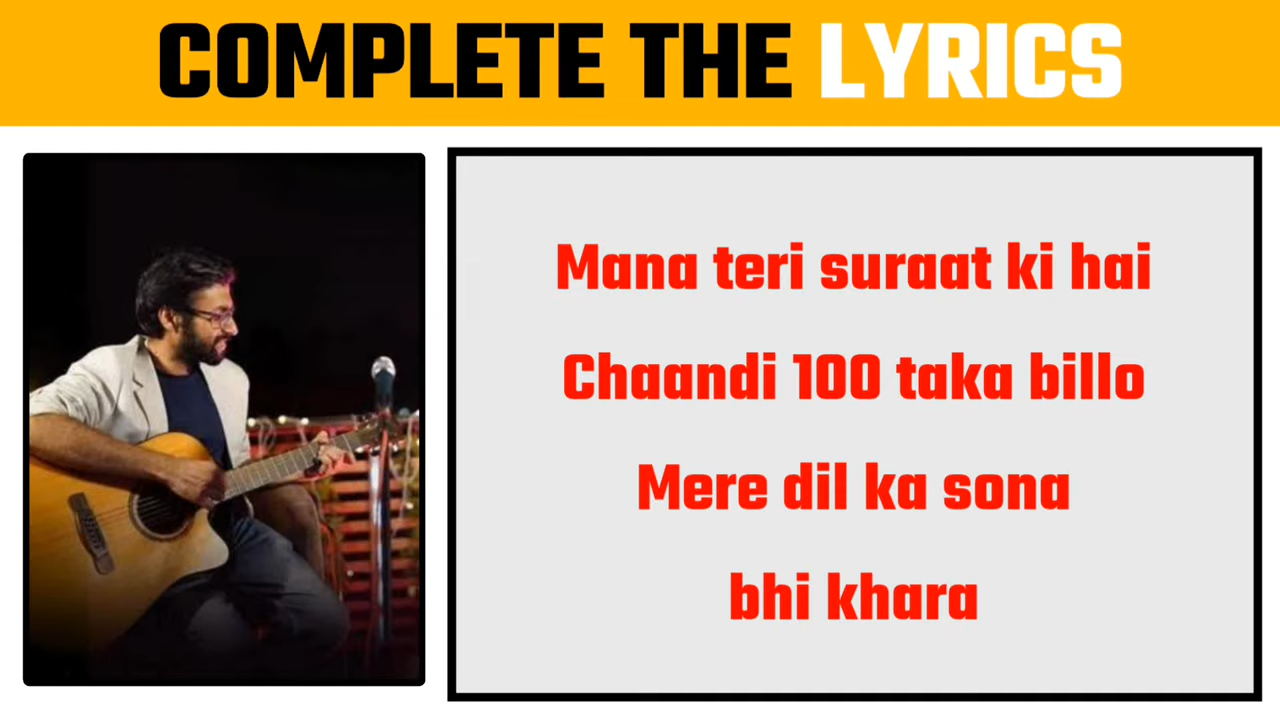 COMPLETE THE LYRICS
Mana teri suraat ki hai
Chaandi 100 taka billo
Mere dil ka sona
bhi khara